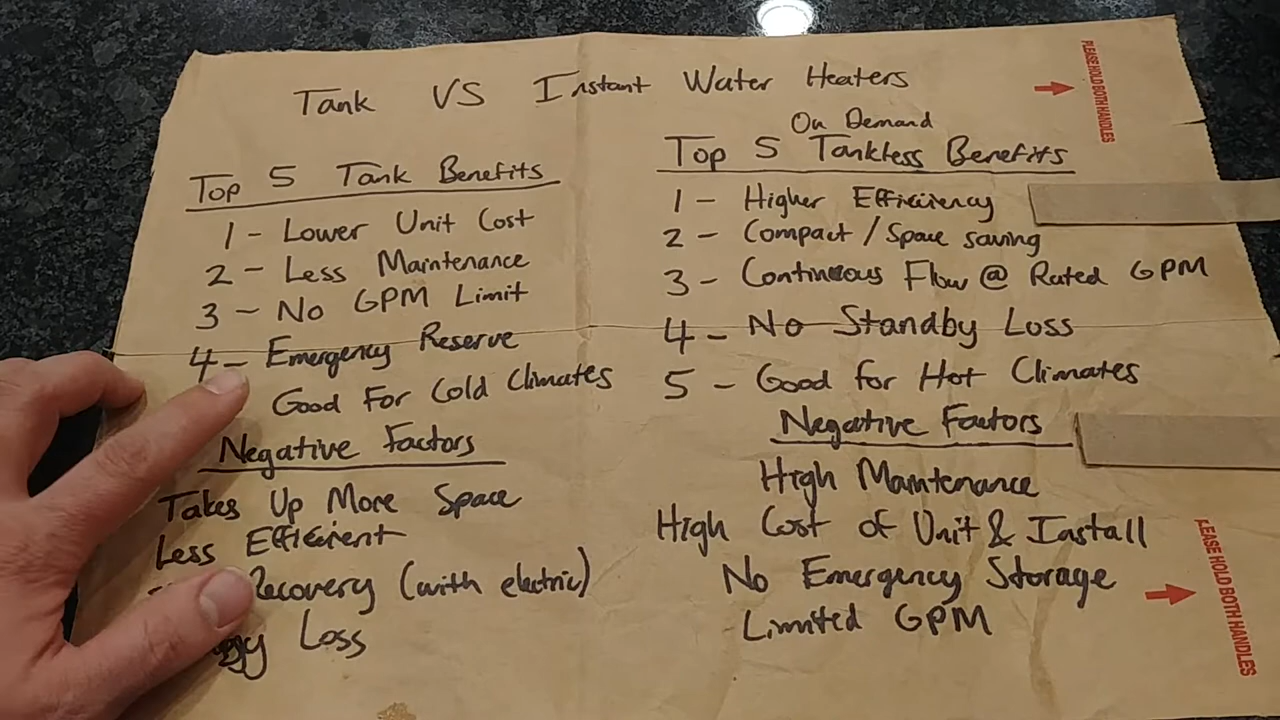 Tank VS Instant Water Heaters
Top 5 Tank Benefits
1 - Lower Unit Cost
2 - Less Maintenance
3 - No GPM Limit
4 - Emergency Reserve
Good For Cold Climates
Negative Factors
Takes Up More Space
Less Efficient
Recovery (with electric)
Loss
On Demand
Top 5 Tankless Benefits
1 - Higher Efficiency
2 - Compact / Space saving
3 - Continuous Flow @ Rated GPM
4 - No Standby Loss
5 - Good for Hot Climates
Negative Factors
High Maintenance
High Cost of Unit & Install
No Emergency Storage
Limited GPM
PLEASE HOLD BOTH HANDLES
PLEASE HOLD BOTH HANDLES